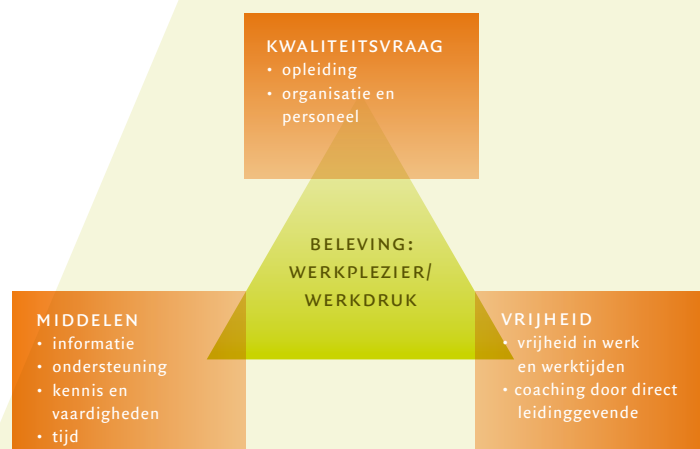 KWALITEITSVRAAG
• opleiding
• organisatie en
personeel
BELEVING:
WERKPLEZIER/
WERKDRUK
MIDDELEN
• informatie
• ondersteuning
• kennis en
vaardigheden
• tijd
VRIJHEID
• vrijheid in werk
en werktijden
• coaching door direct
leidinggevende